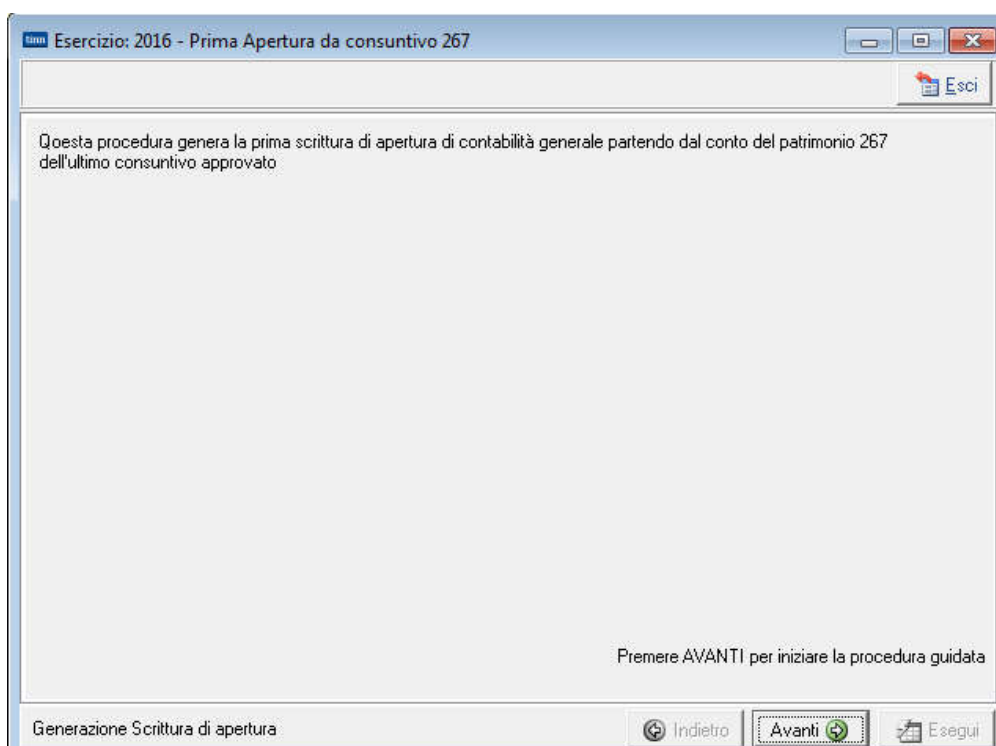 tinn Esercizio: 2016 - Prima Apertura da consuntivo 267
Esci
Qoesta procedura genera la prima scrittura di apertura di contabilità generale partendo dal conto del patrimonio 267
dell'ultimo consuntivo approvato
Premere AVANTI per iniziare la procedura guidata
Generazione Scrittura di apertura Indietro Avanti Esegui